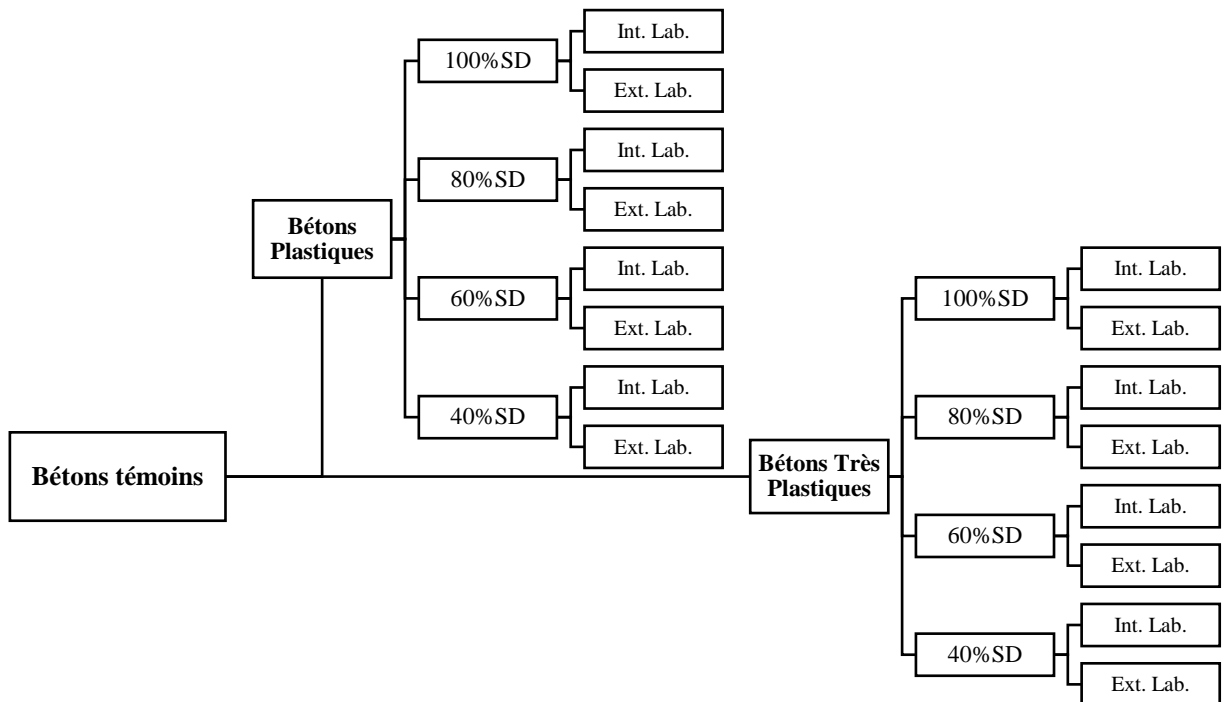 Bétons témoins
Bétons
Plastiques
100%SD
Int. Lab.
Ext. Lab.
80%SD
Int. Lab.
Ext. Lab.
60%SD
Int. Lab.
Ext. Lab.
40%SD
Int. Lab.
Ext. Lab.
Bétons Très
Plastiques
100%SD
Int. Lab.
Ext. Lab.
80%SD
Int. Lab.
Ext. Lab.
60%SD
Int. Lab.
Ext. Lab.
40%SD
Int. Lab.
Ext. Lab.